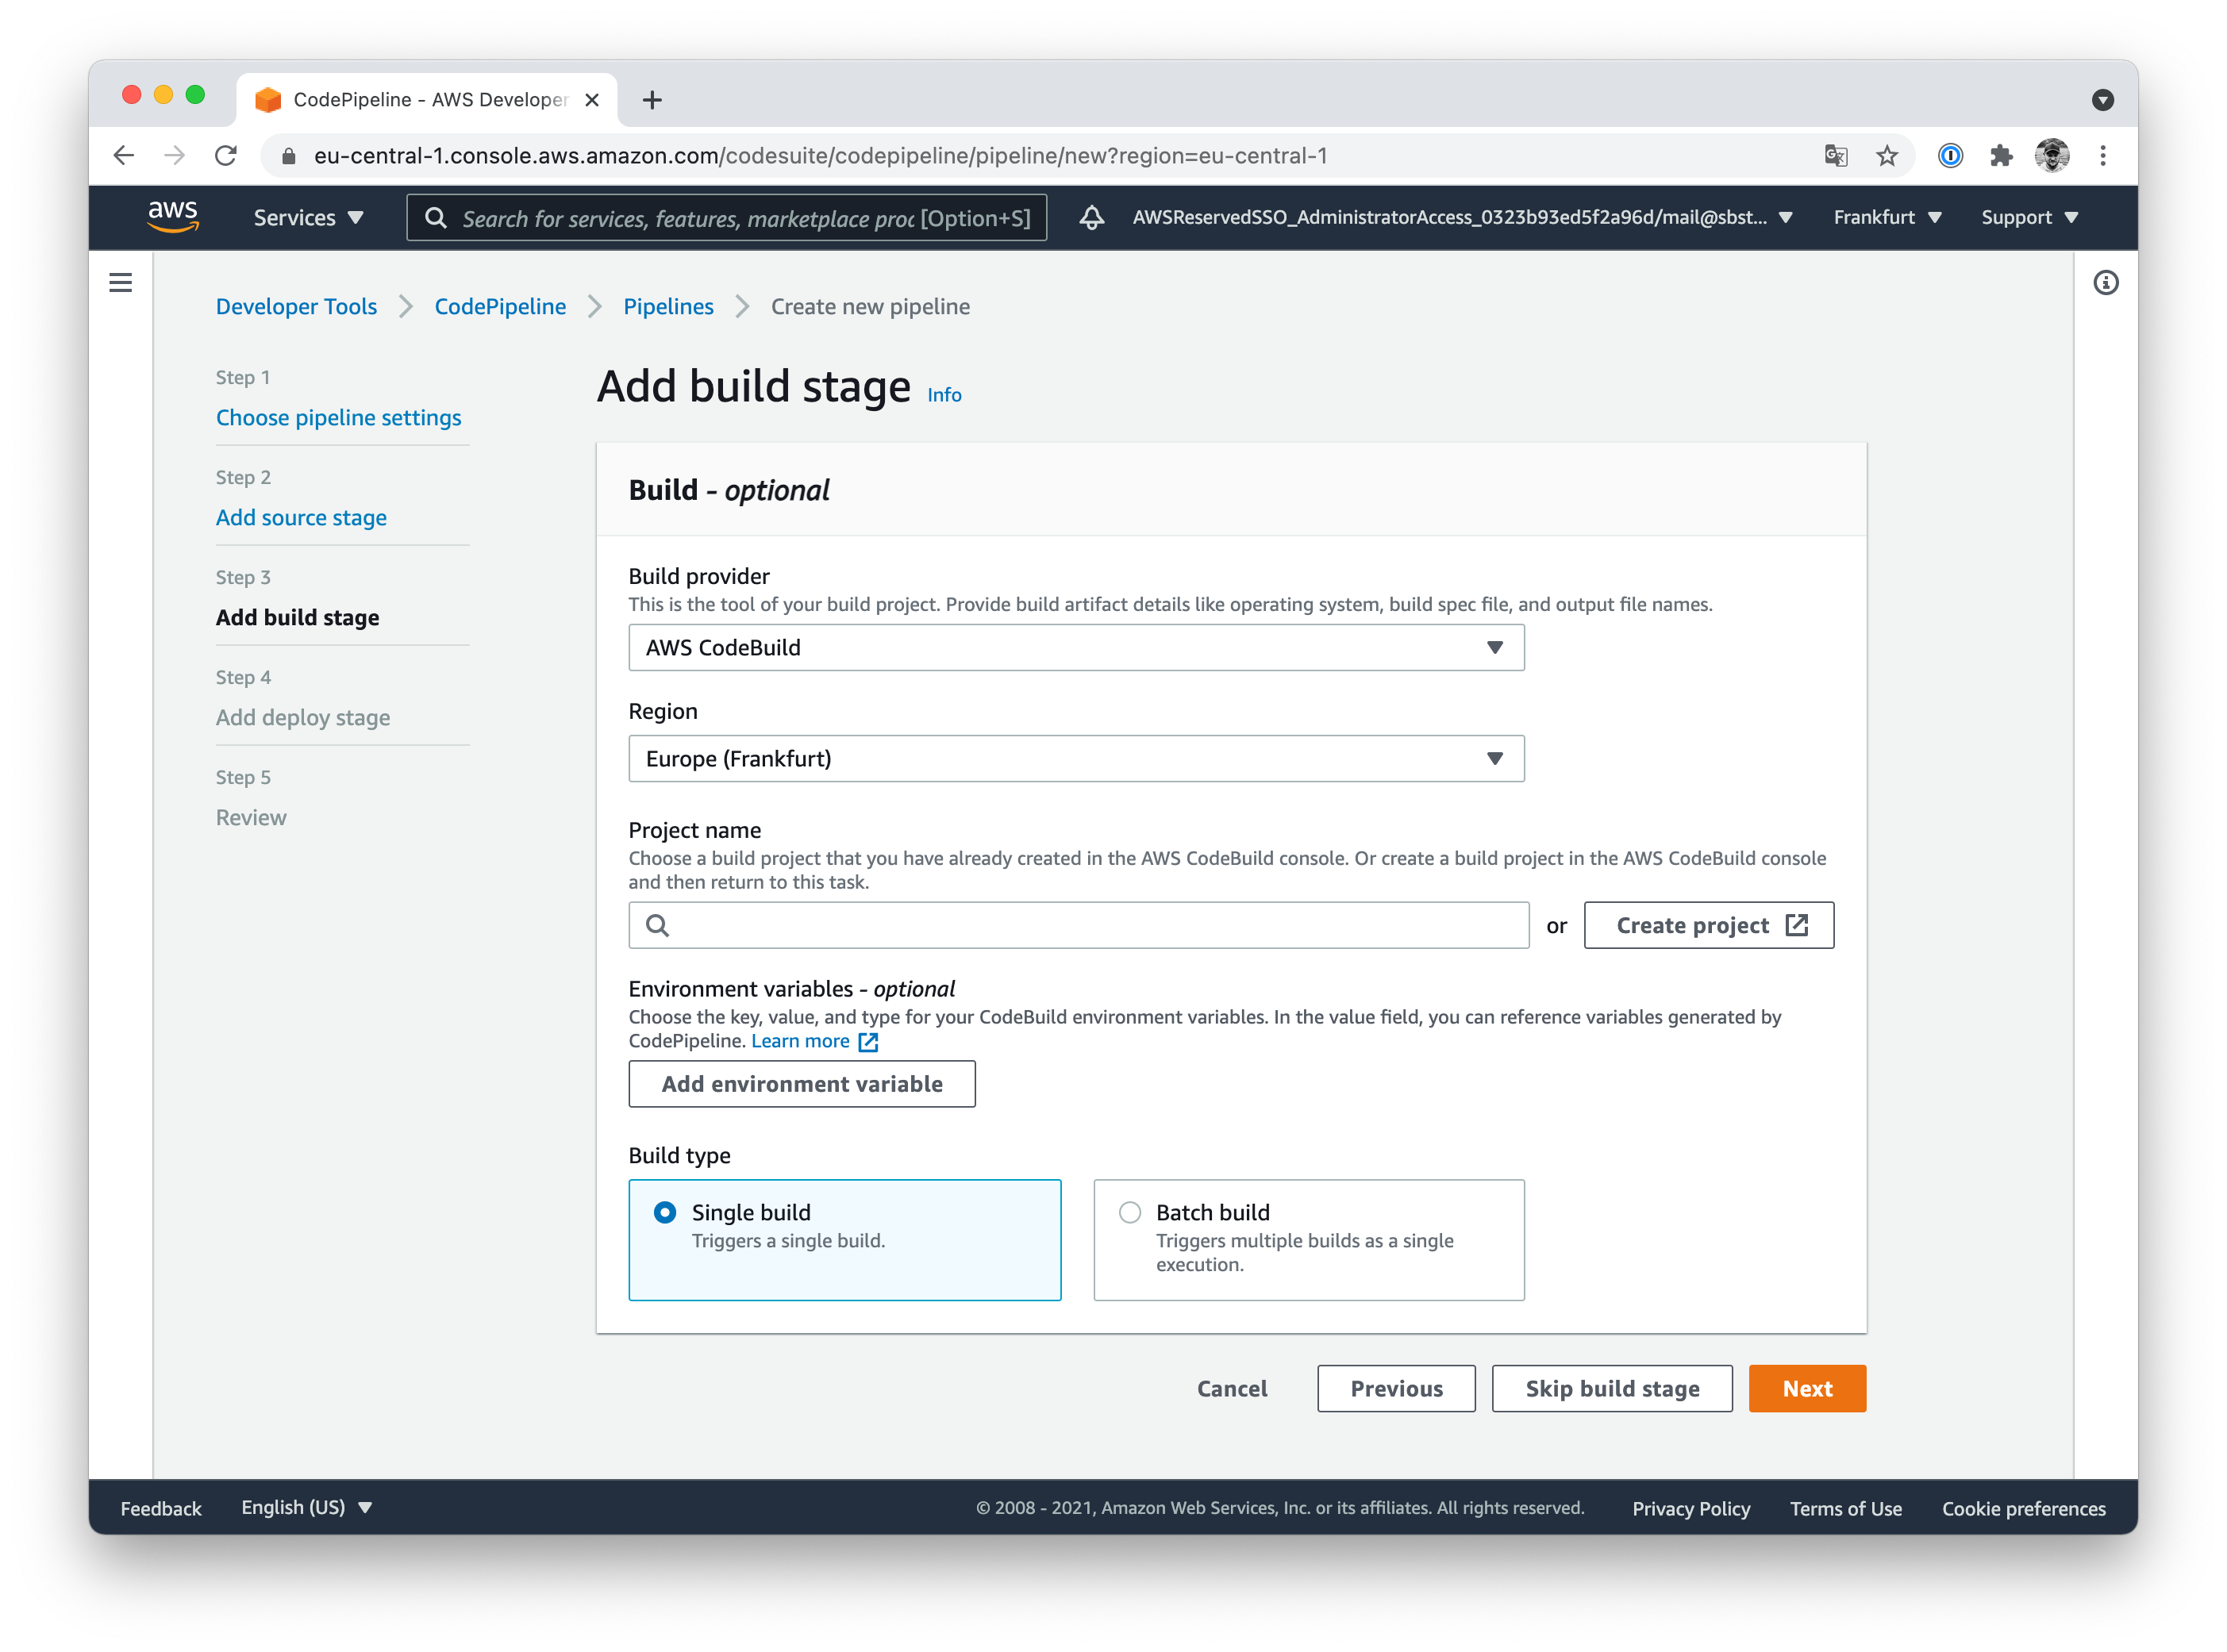 CodePipeline - AWS Developer
eu-central-1.console.aws.amazon.com/codesuite/codepipeline/pipeline/new?region=eu-central-1
aws
Services
Search for services, features, marketplace proc [Option+S]
AWSReservedSSO_AdministratorAccess_0323b93ed5f2a96d/mail@sbst...
Frankfurt
Support
Developer Tools
CodePipeline
Pipelines
Create new pipeline
Step 1
Choose pipeline settings
Step 2
Add source stage
Step 3
Add build stage
Step 4
Add deploy stage
Step 5
Review
Add build stage Info
Build - optional
Build provider
This is the tool of your build project. Provide build artifact details like operating system, build spec file, and output file names.
AWS CodeBuild
Region
Europe (Frankfurt)
Project name
Choose a build project that you have already created in the AWS CodeBuild console. Or create a build project in the AWS CodeBuild console
and then return to this task.
or
Create project
Environment variables - optional
Choose the key, value, and type for your CodeBuild environment variables. In the value field, you can reference variables generated by
CodePipeline. Learn more
Add environment variable
Build type
Single build
Triggers a single build.
Batch build
Triggers multiple builds as a single
execution.
Cancel
Previous
Skip build stage
Next
Feedback
English (US)
© 2008 - 2021, Amazon Web Services, Inc. or its affiliates. All rights reserved.
Privacy Policy
Terms of Use
Cookie preferences